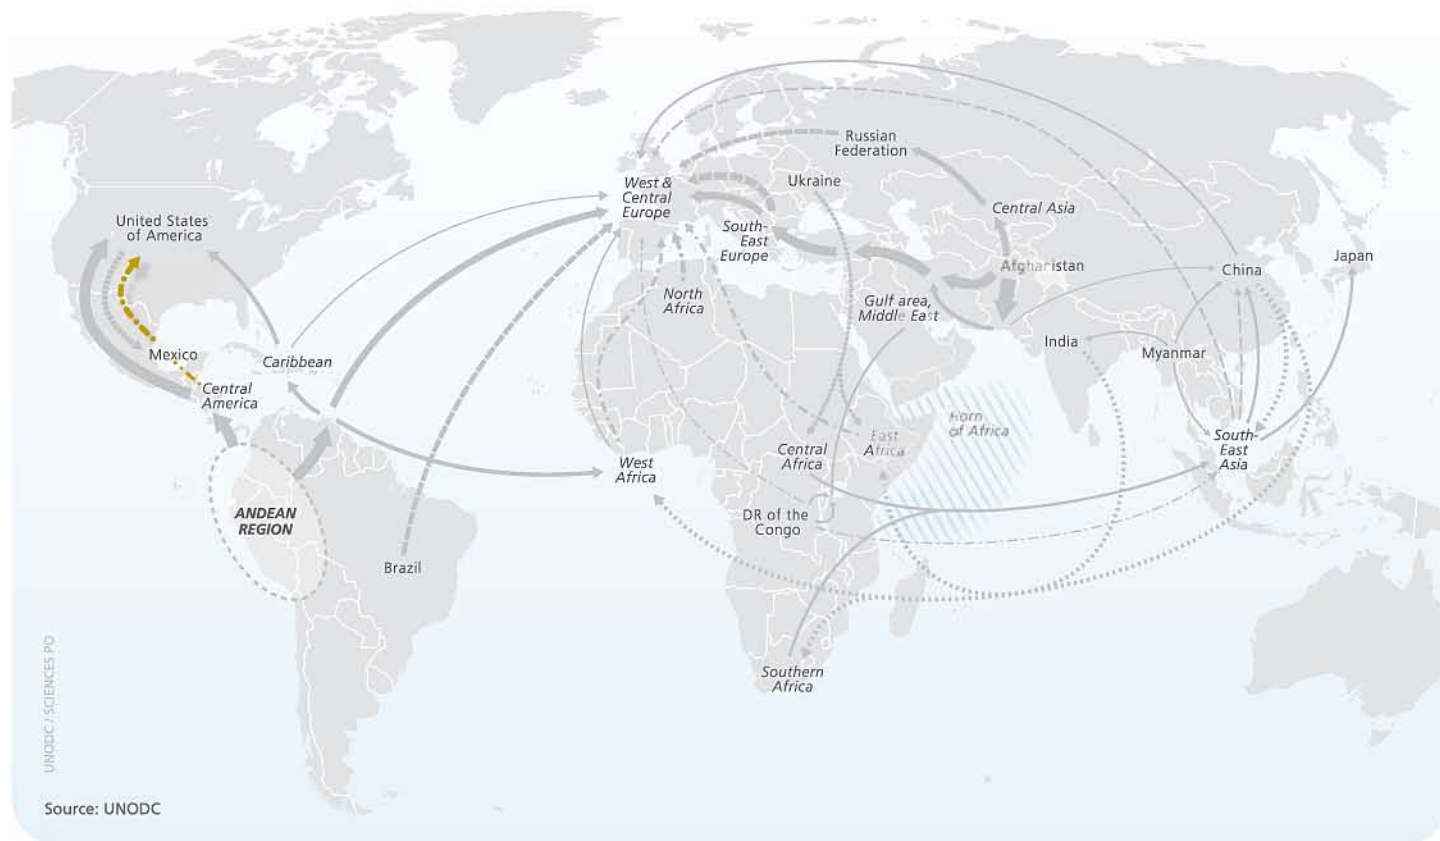 Russian
Federation
West &
Central
Europe
Ukraine
Central Asia
United States
of America
South-
East
Europe
Afghanistan
China
Japan
North
Africa
Gulf area,
Middle East
India
Mexico
Caribbean
Myanmar
Central
America
Horn
of Africa
East
Africa
Central
Africa
South-
East
Asia
West
Africa
ANDEAN
REGION
DR of the
Congo
Brazil
Southern
Africa
UNODC / SCIENCES PO
Source: UNODC